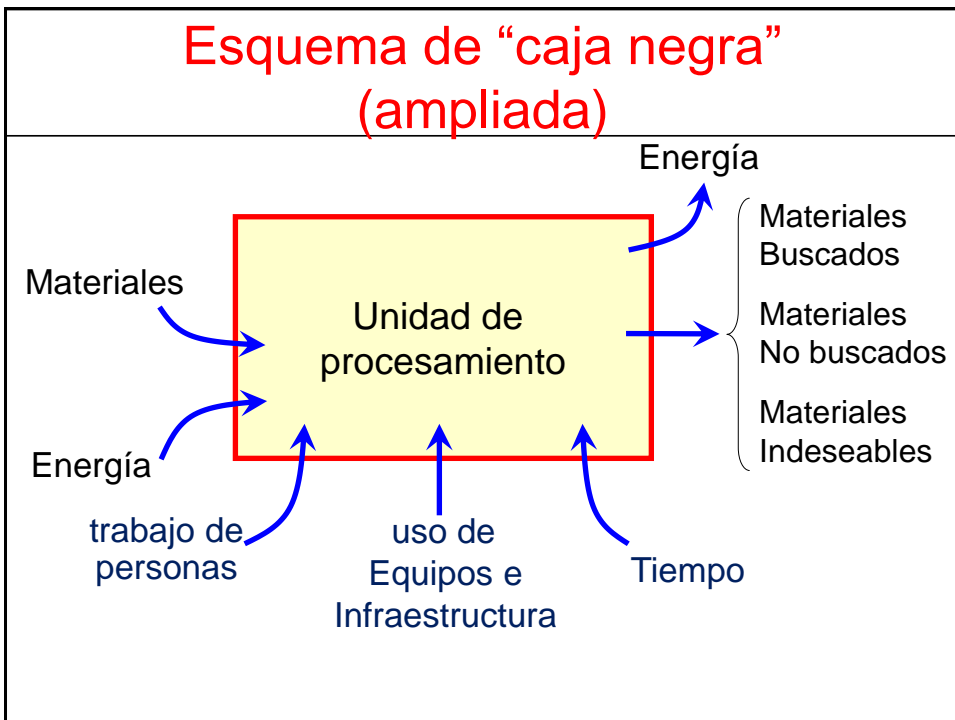 Esquema de “caja negra”
(ampliada)
Energía
Materiales
Buscados
Materiales
No buscados
Materiales
Indeseables
Materiales
Unidad de
procesamiento
Energía
trabajo de
personas
uso de
Equipos e
Infraestructura
Tiempo